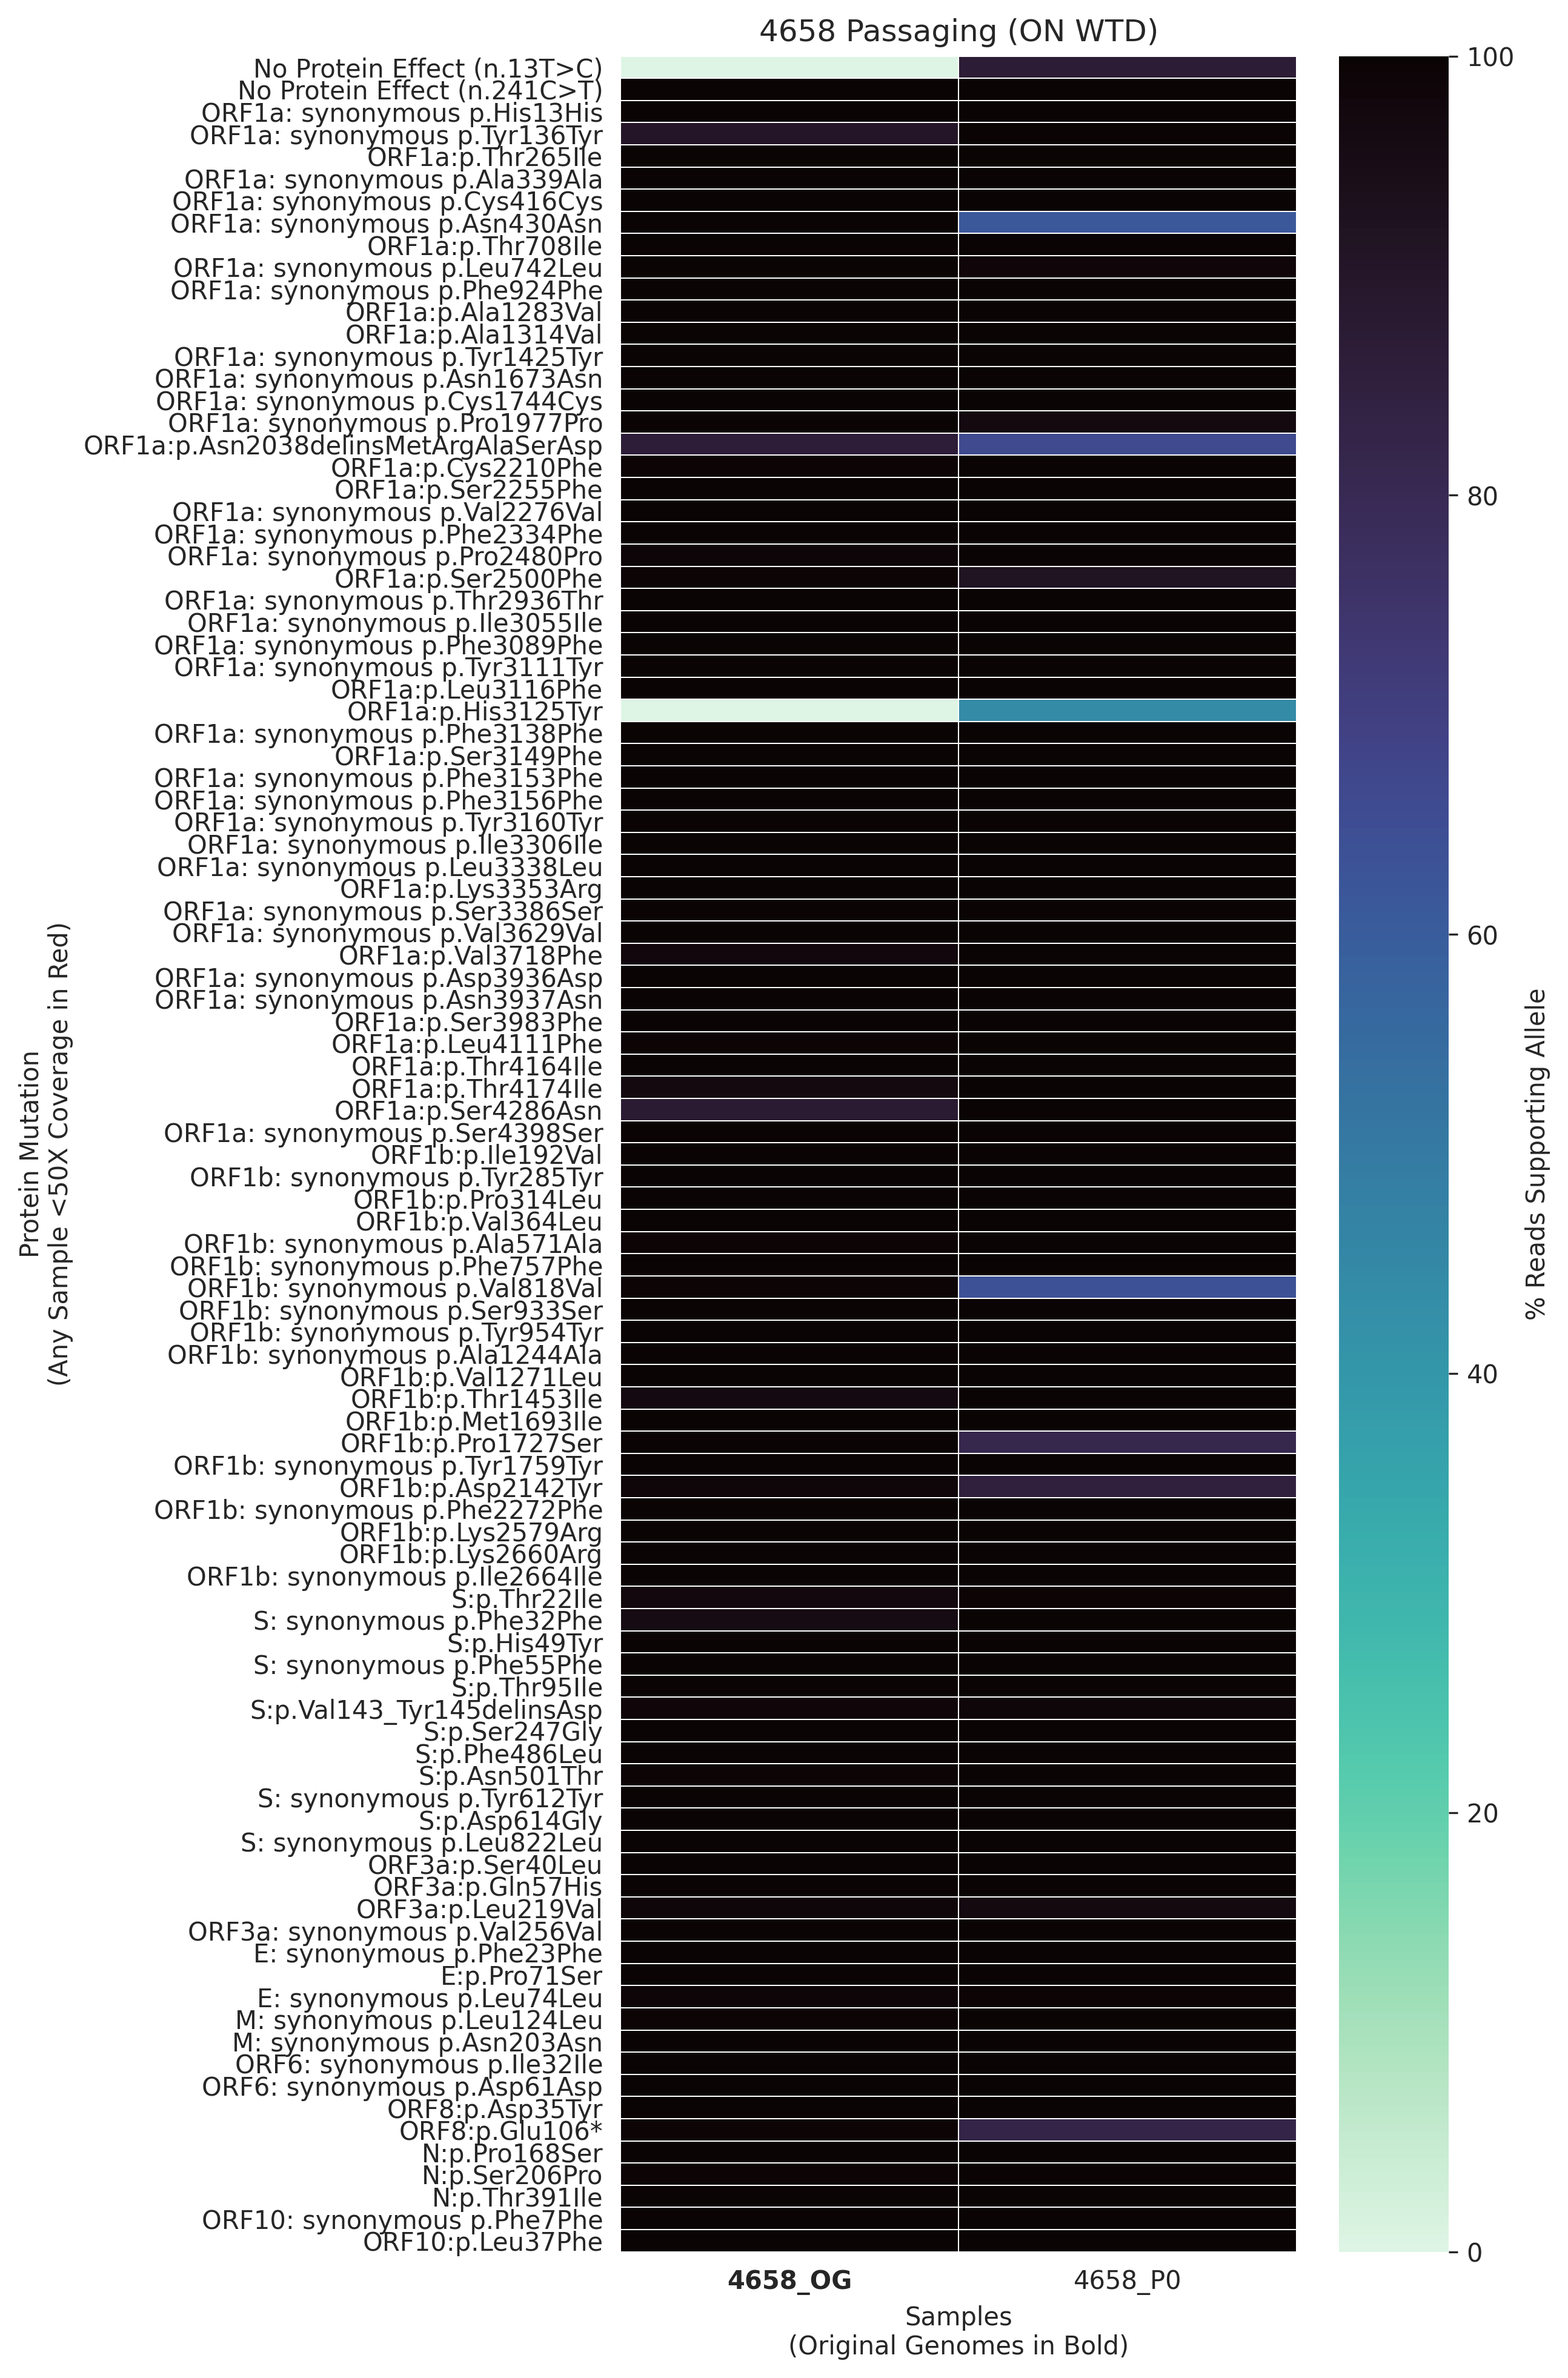 4658 Passaging (ON WTD)
No Protein Effect (n.13T>C)
No Protein Effect (n.241C>T)
ORF1a: synonymous p.His13His
ORF1a: synonymous p.Tyr136Tyr
ORF1a:p.Thr265Ile
ORF1a: synonymous p.Ala339Ala
ORF1a: synonymous p.Cys416Cys
ORF1a: synonymous p.Asn430Asn
ORF1a:p.Thr708Ile
ORF1a: synonymous p.Leu742Leu
ORF1a: synonymous p.Phe924Phe
ORF1a:p.Ala1283Val
ORF1a:p.Ala1314Val
ORF1a: synonymous p.Tyr1425Tyr
ORF1a: synonymous p.Asn1673Asn
ORF1a: synonymous p.Cys1744Cys
ORF1a: synonymous p.Pro1977Pro
ORF1a:p.Asn2038delinsMetArgAlaSerAsp
ORF1a:p.Cys2210Phe
ORF1a:p.Ser2255Phe
ORF1a: synonymous p.Val2276Val
ORF1a: synonymous p.Phe2334Phe
ORF1a: synonymous p.Pro2480Pro
ORF1a:p.Ser2500Phe
ORF1a: synonymous p.Thr2936Thr
ORF1a: synonymous p.Ile3055Ile
ORF1a: synonymous p.Phe3089Phe
ORF1a: synonymous p.Tyr3111Tyr
ORF1a:p.Leu3116Phe
ORF1a:p.His3125Tyr
ORF1a: synonymous p.Phe3138Phe
ORF1a:p.Ser3149Phe
ORF1a: synonymous p.Phe3153Phe
ORF1a: synonymous p.Phe3156Phe
ORF1a: synonymous p.Tyr3160Tyr
ORF1a: synonymous p.Ile3306Ile
ORF1a: synonymous p.Leu3338Leu
ORF1a:p.Lys3353Arg
ORF1a: synonymous p.Ser3386Ser
ORF1a: synonymous p.Val3629Val
ORF1a:p.Val3718Phe
ORF1a: synonymous p.Asp3936Asp
ORF1a: synonymous p.Asn3937Asn
ORF1a:p.Ser3983Phe
ORF1a:p.Leu4111Phe
ORF1a:p.Thr4164Ile
ORF1a:p.Thr4174Ile
ORF1a:p.Ser4286Asn
ORF1a: synonymous p.Ser4398Ser
ORF1b:p.Ile192Val
ORF1b: synonymous p.Tyr285Tyr
ORF1b:p.Pro314Leu
ORF1b:p.Val364Leu
ORF1b: synonymous p.Ala571Ala
ORF1b: synonymous p.Phe757Phe
ORF1b: synonymous p.Val818Val
ORF1b: synonymous p.Ser933Ser
ORF1b: synonymous p.Tyr954Tyr
ORF1b: synonymous p.Ala1244Ala
ORF1b:p.Val1271Leu
ORF1b:p.Thr1453Ile
ORF1b:p.Met1693Ile
ORF1b:p.Pro1727Ser
ORF1b: synonymous p.Tyr1759Tyr
ORF1b:p.Asp2142Tyr
ORF1b: synonymous p.Phe2272Phe
ORF1b:p.Lys2579Arg
ORF1b:p.Lys2660Arg
ORF1b: synonymous p.Ile2664Ile
S:p.Thr22Ile
S: synonymous p.Phe32Phe
S:p.His49Tyr
S: synonymous p.Phe55Phe
S:p.Thr95Ile
S:p.Val143_Tyr145delinsAsp
S:p.Ser247Gly
S:p.Phe486Leu
S:p.Asn501Thr
S: synonymous p.Tyr612Tyr
S:p.Asp614Gly
S: synonymous p.Leu822Leu
ORF3a:p.Ser40Leu
ORF3a:p.Gln57His
ORF3a:p.Leu219Val
ORF3a: synonymous p.Val256Val
E: synonymous p.Phe23Phe
E:p.Pro71Ser
E: synonymous p.Leu74Leu
M: synonymous p.Leu124Leu
M: synonymous p.Asn203Asn
ORF6: synonymous p.Ile32Ile
ORF6: synonymous p.Asp61Asp
ORF8:p.Asp35Tyr
ORF8:p.Glu106*
N:p.Pro168Ser
N:p.Ser206Pro
N:p.Thr391Ile
ORF10: synonymous p.Phe7Phe
ORF10:p.Leu37Phe
Protein Mutation
(Any Sample <50X Coverage in Red)
4658_OG
4658_P0
Samples
(Original Genomes in Bold)
100
80
60
40
20
0
% Reads Supporting Allele